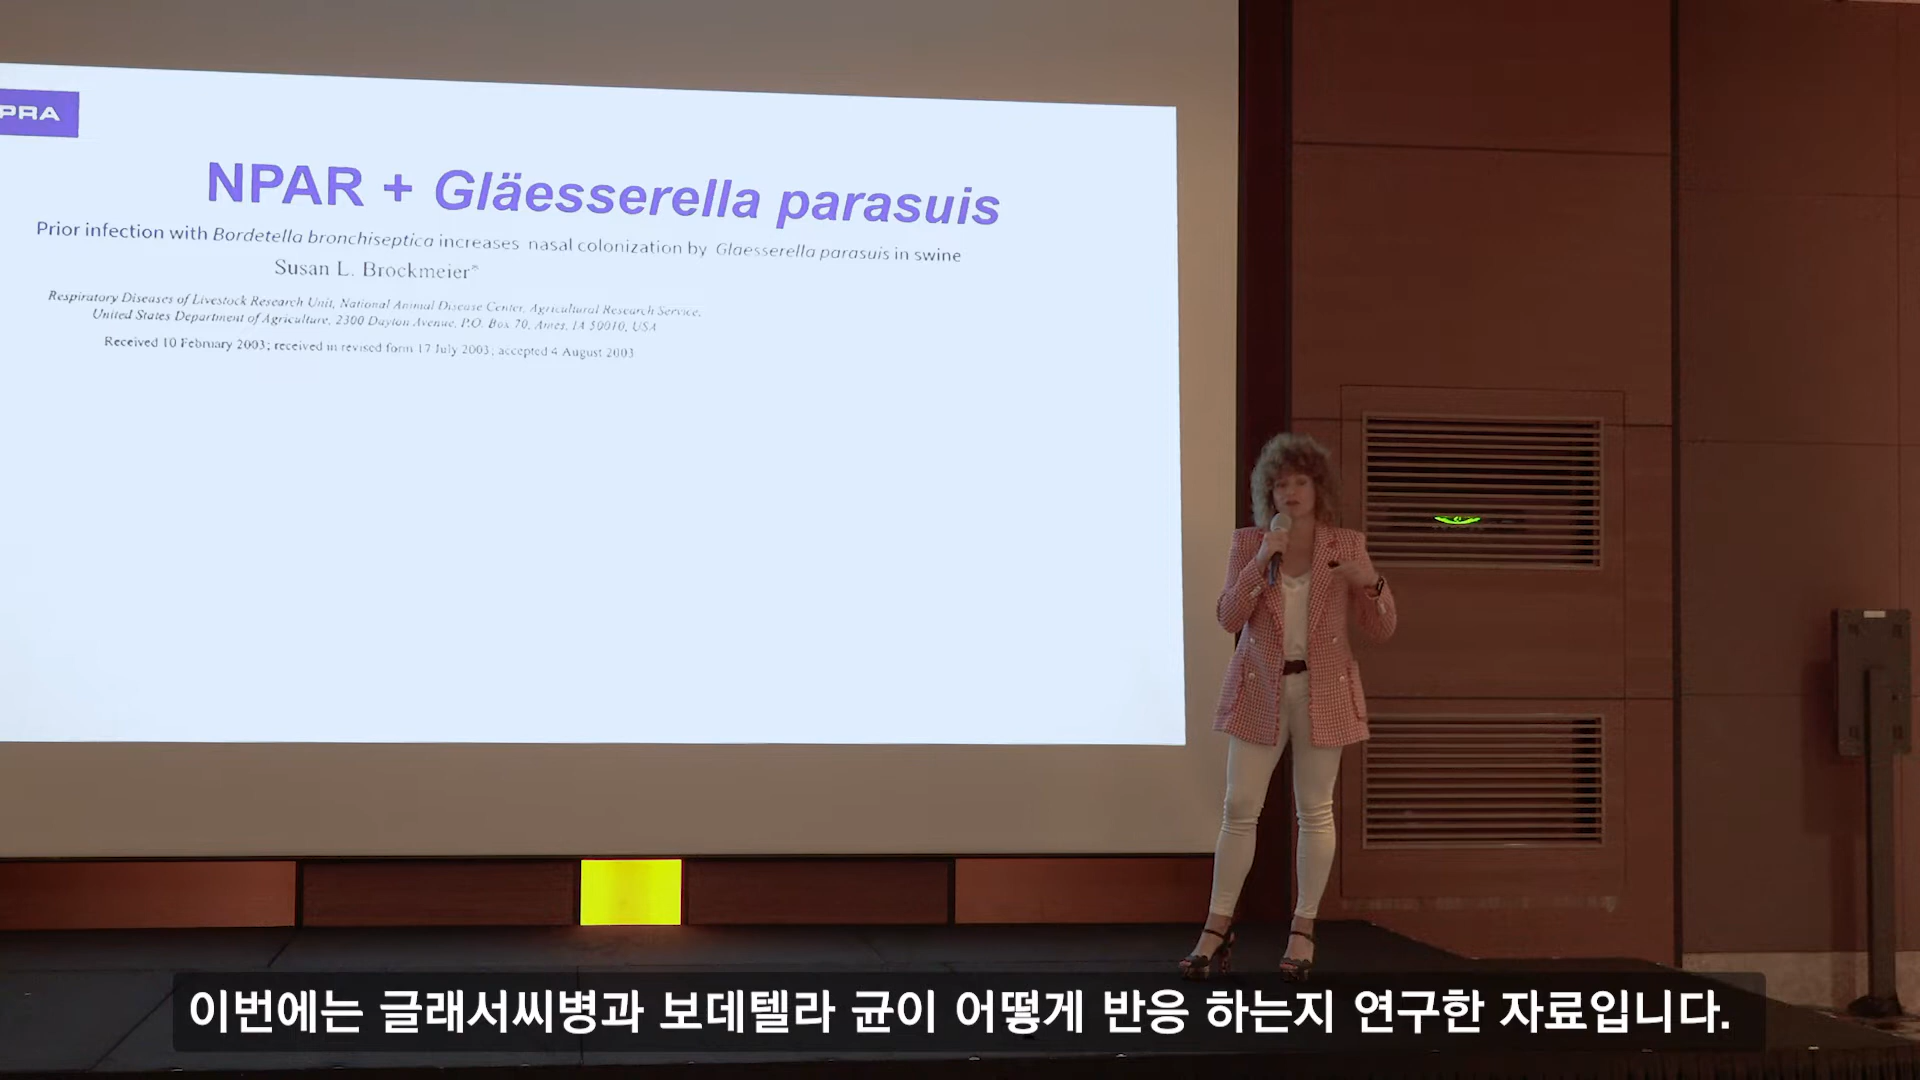 PRA
NPAR + Gläesserella parasuis
Prior infection with Bordetella bronchiseptica increases nasal colonization by Glaesserella parasuis in swine
Susan L. Brockmeier*
Respiratory Diseases of Livestock Research Unit, National Animal Disease Center, Agricultural Research Service,
United States Department of Agriculture, 2300 Dayton Avenue, P.O. Box 70, Ames, IA 50010, USA
Received 10 February 2003; received in revised form 17 July 2003; accepted 4 August 2003
이번에는 글래서씨병과 보데텔라 균이 어떻게 반응 하는지 연구한 자료입니다.